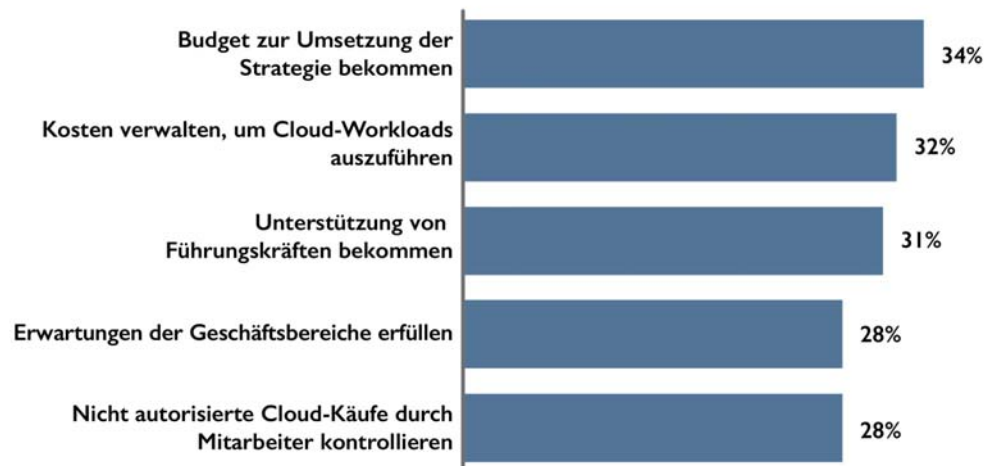 Budget zur Umsetzung der
Strategie bekommen
34%
Kosten verwalten, um Cloud-Workloads
auszuführen
32%
Unterstützung von
Führungskräften bekommen
31%
Erwartungen der Geschäftsbereiche erfüllen
28%
Nicht autorisierte Cloud-Käufe durch
Mitarbeiter kontrollieren
28%